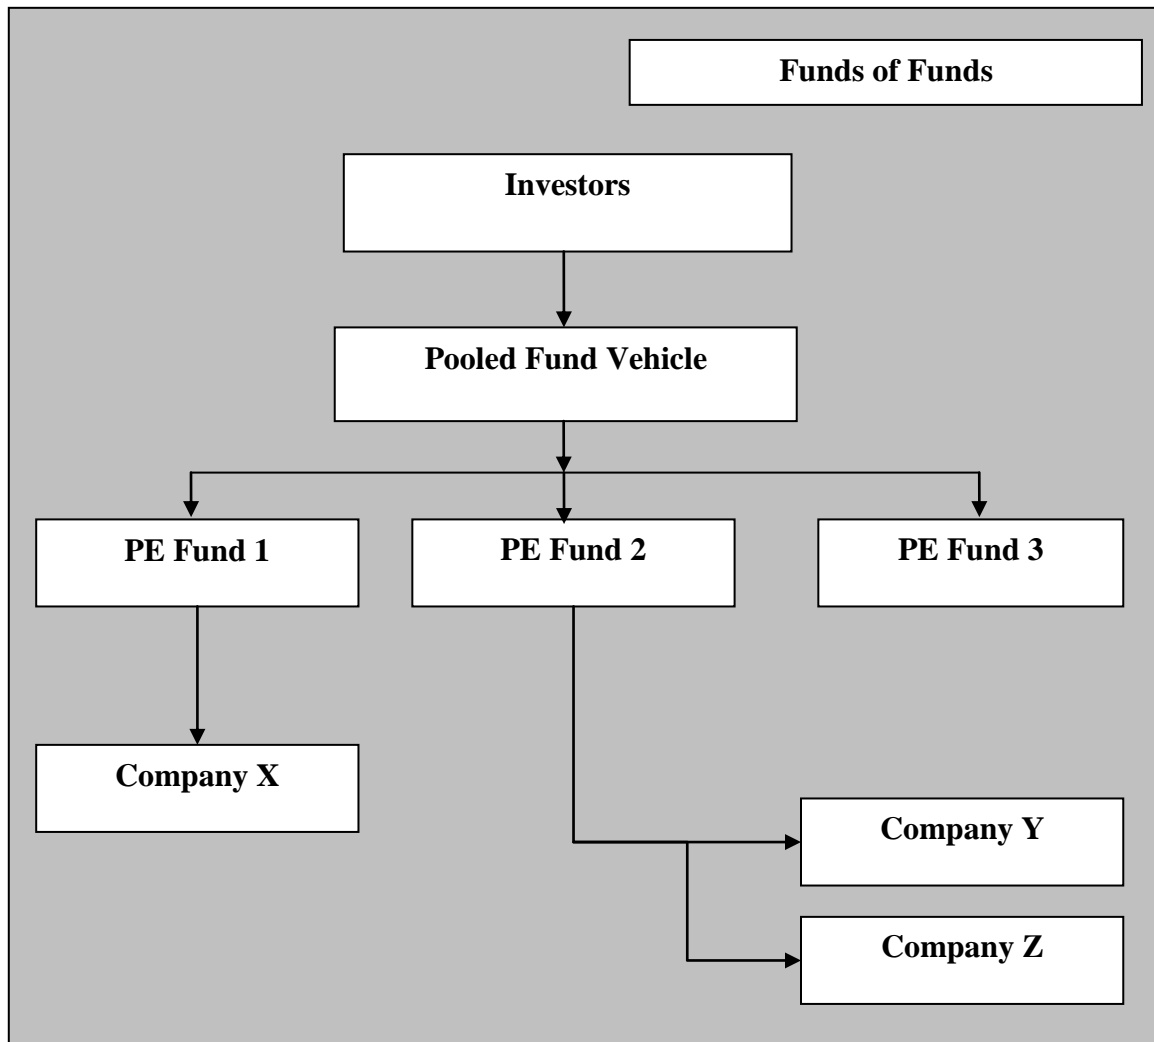 Funds of Funds
Investors
Pooled Fund Vehicle
PE Fund 1
PE Fund 2
PE Fund 3
Company X
Company Y
Company Z